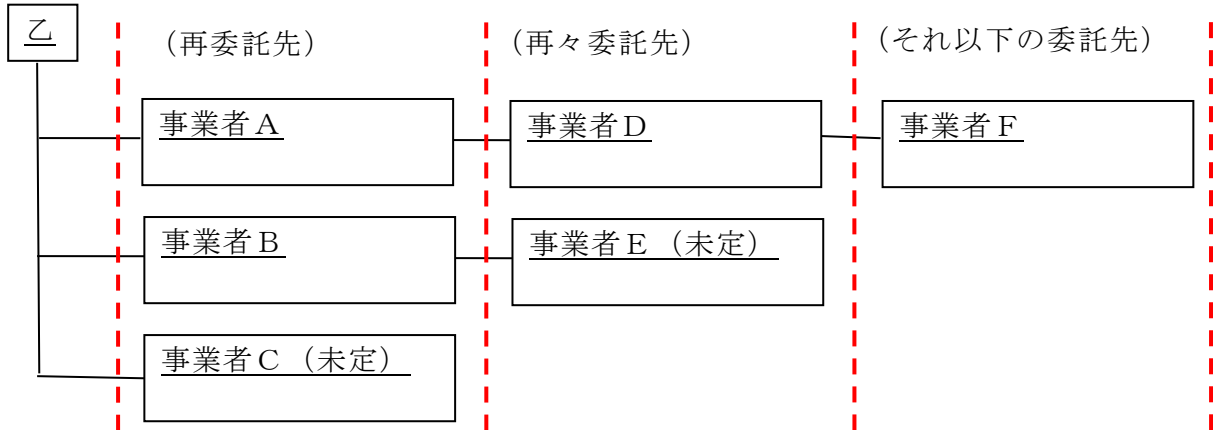 乙
（再委託先）
（再々委託先）
（それ以下の委託先）
事業者Ａ
事業者Ｄ
事業者Ｆ
事業者Ｂ
事業者Ｅ（未定）
事業者Ｃ（未定）